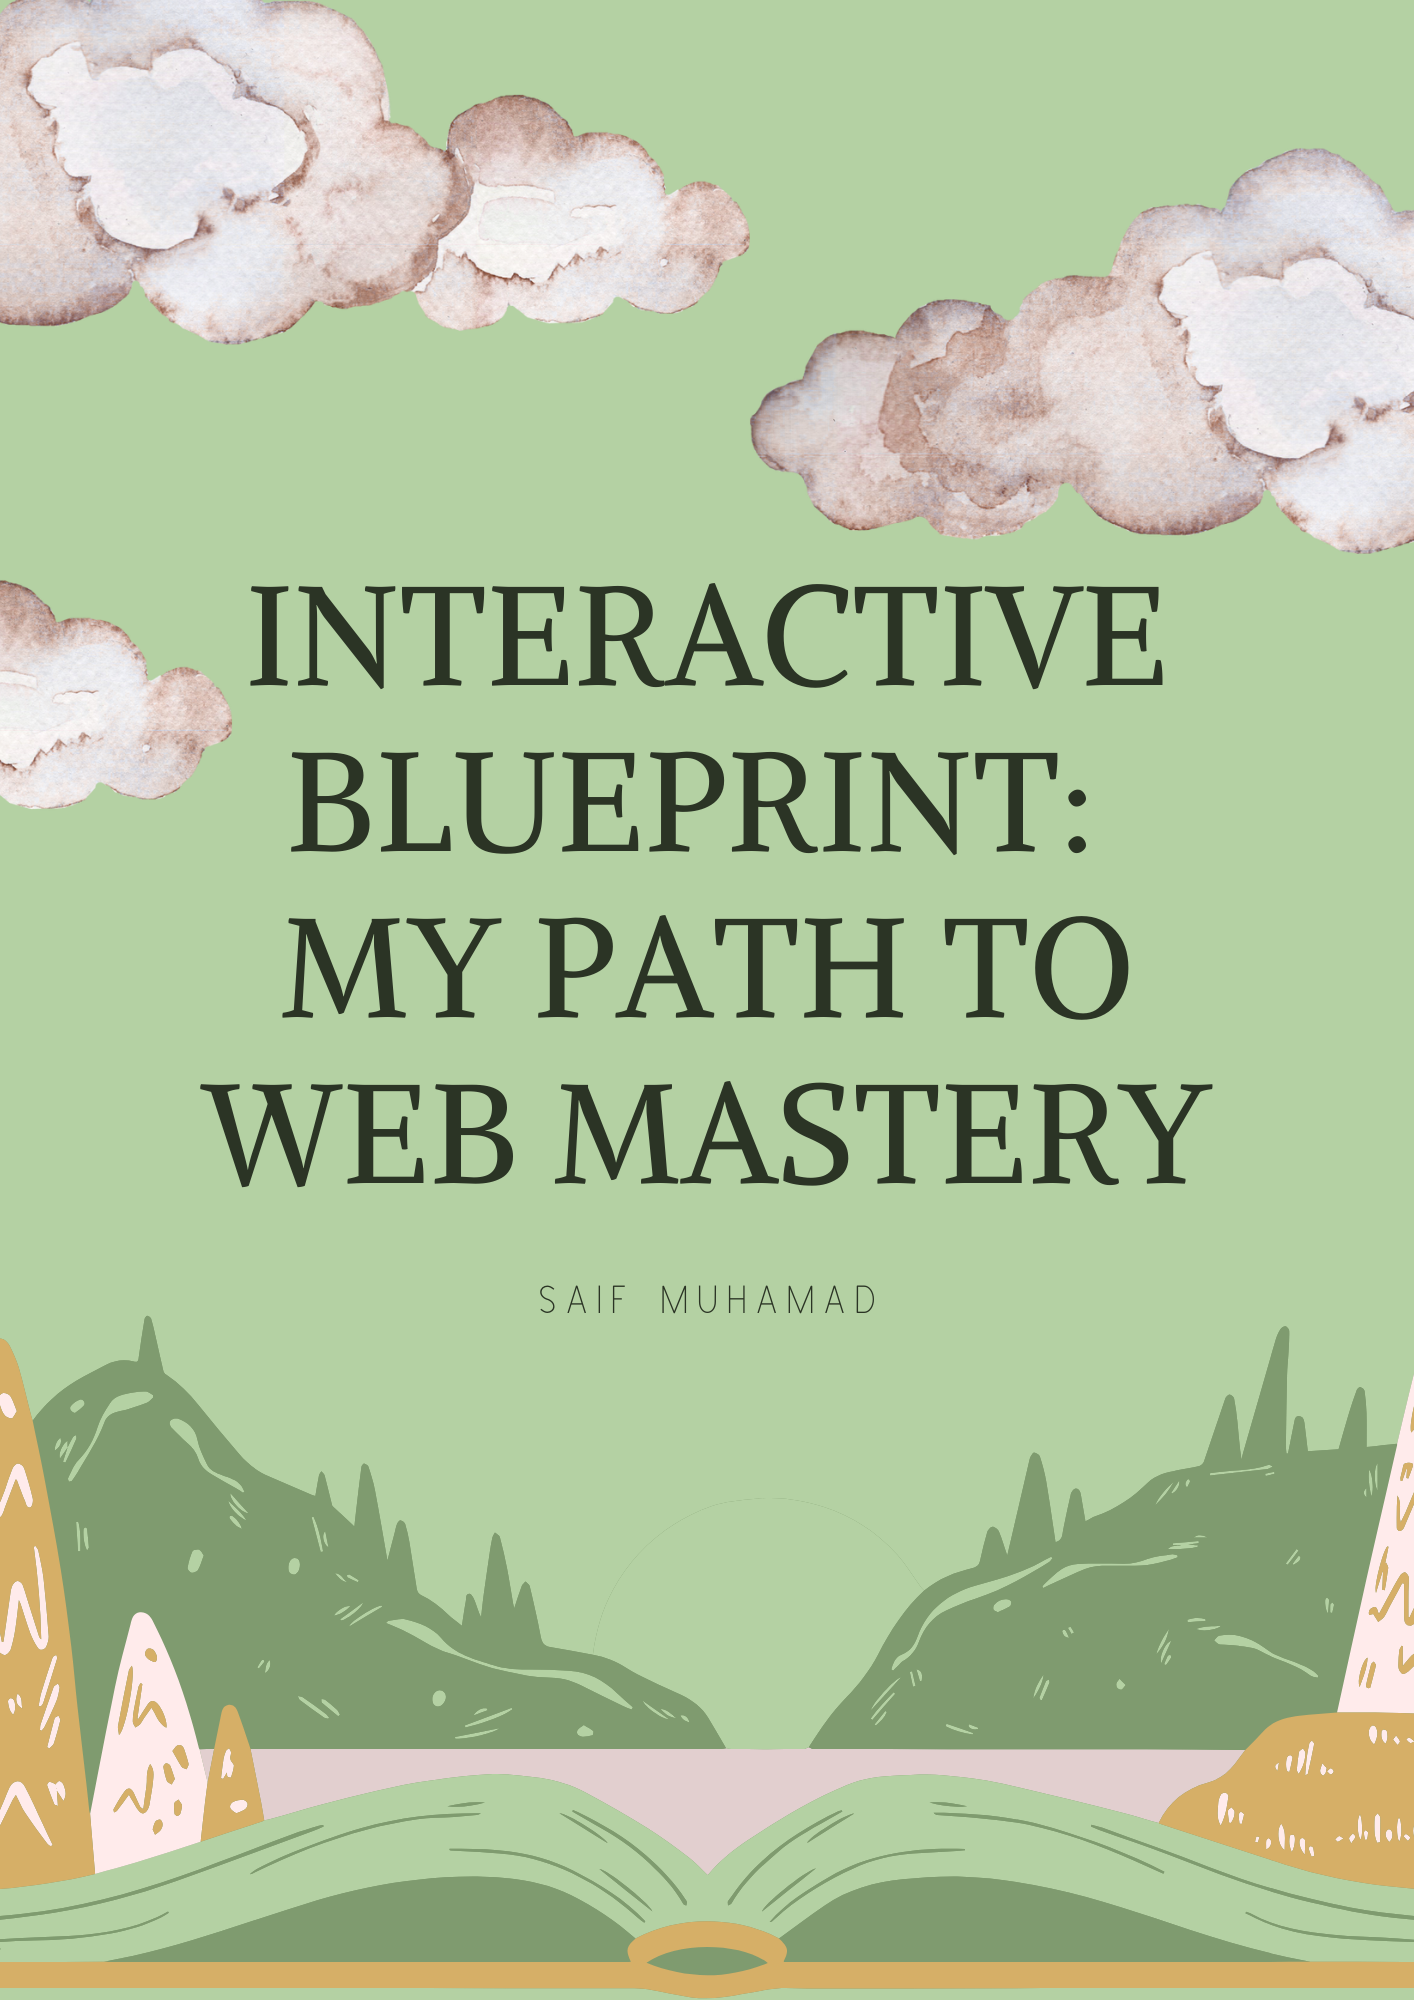 INTERACTIVE
BLUEPRINT:
MY PATH TO
WEB MASTERY
SAIF MUHAMAD